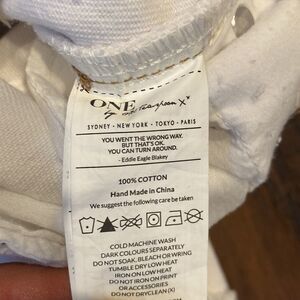 ONE
SYDNEY - NEW YORK - TOKYO - PARIS
YOU WENT THE WRONG WAY.
BUT THAT'S OK.
YOU CAN TURN AROUND.
- Eddie Eagle Blakey
100% COTTON
Hand Made in China
We suggest the following care be taken
COLD MACHINE WASH
DARK COLOURS SEPARATELY
DO NOT SOAK, BLEACH OR WRING
TUMBLE DRY LOW HEAT
IRON ON LOW HEAT
DO NOT IRON ON PRINT
OR ACCESSORIES
DO NOT DRYCLEAN (X)